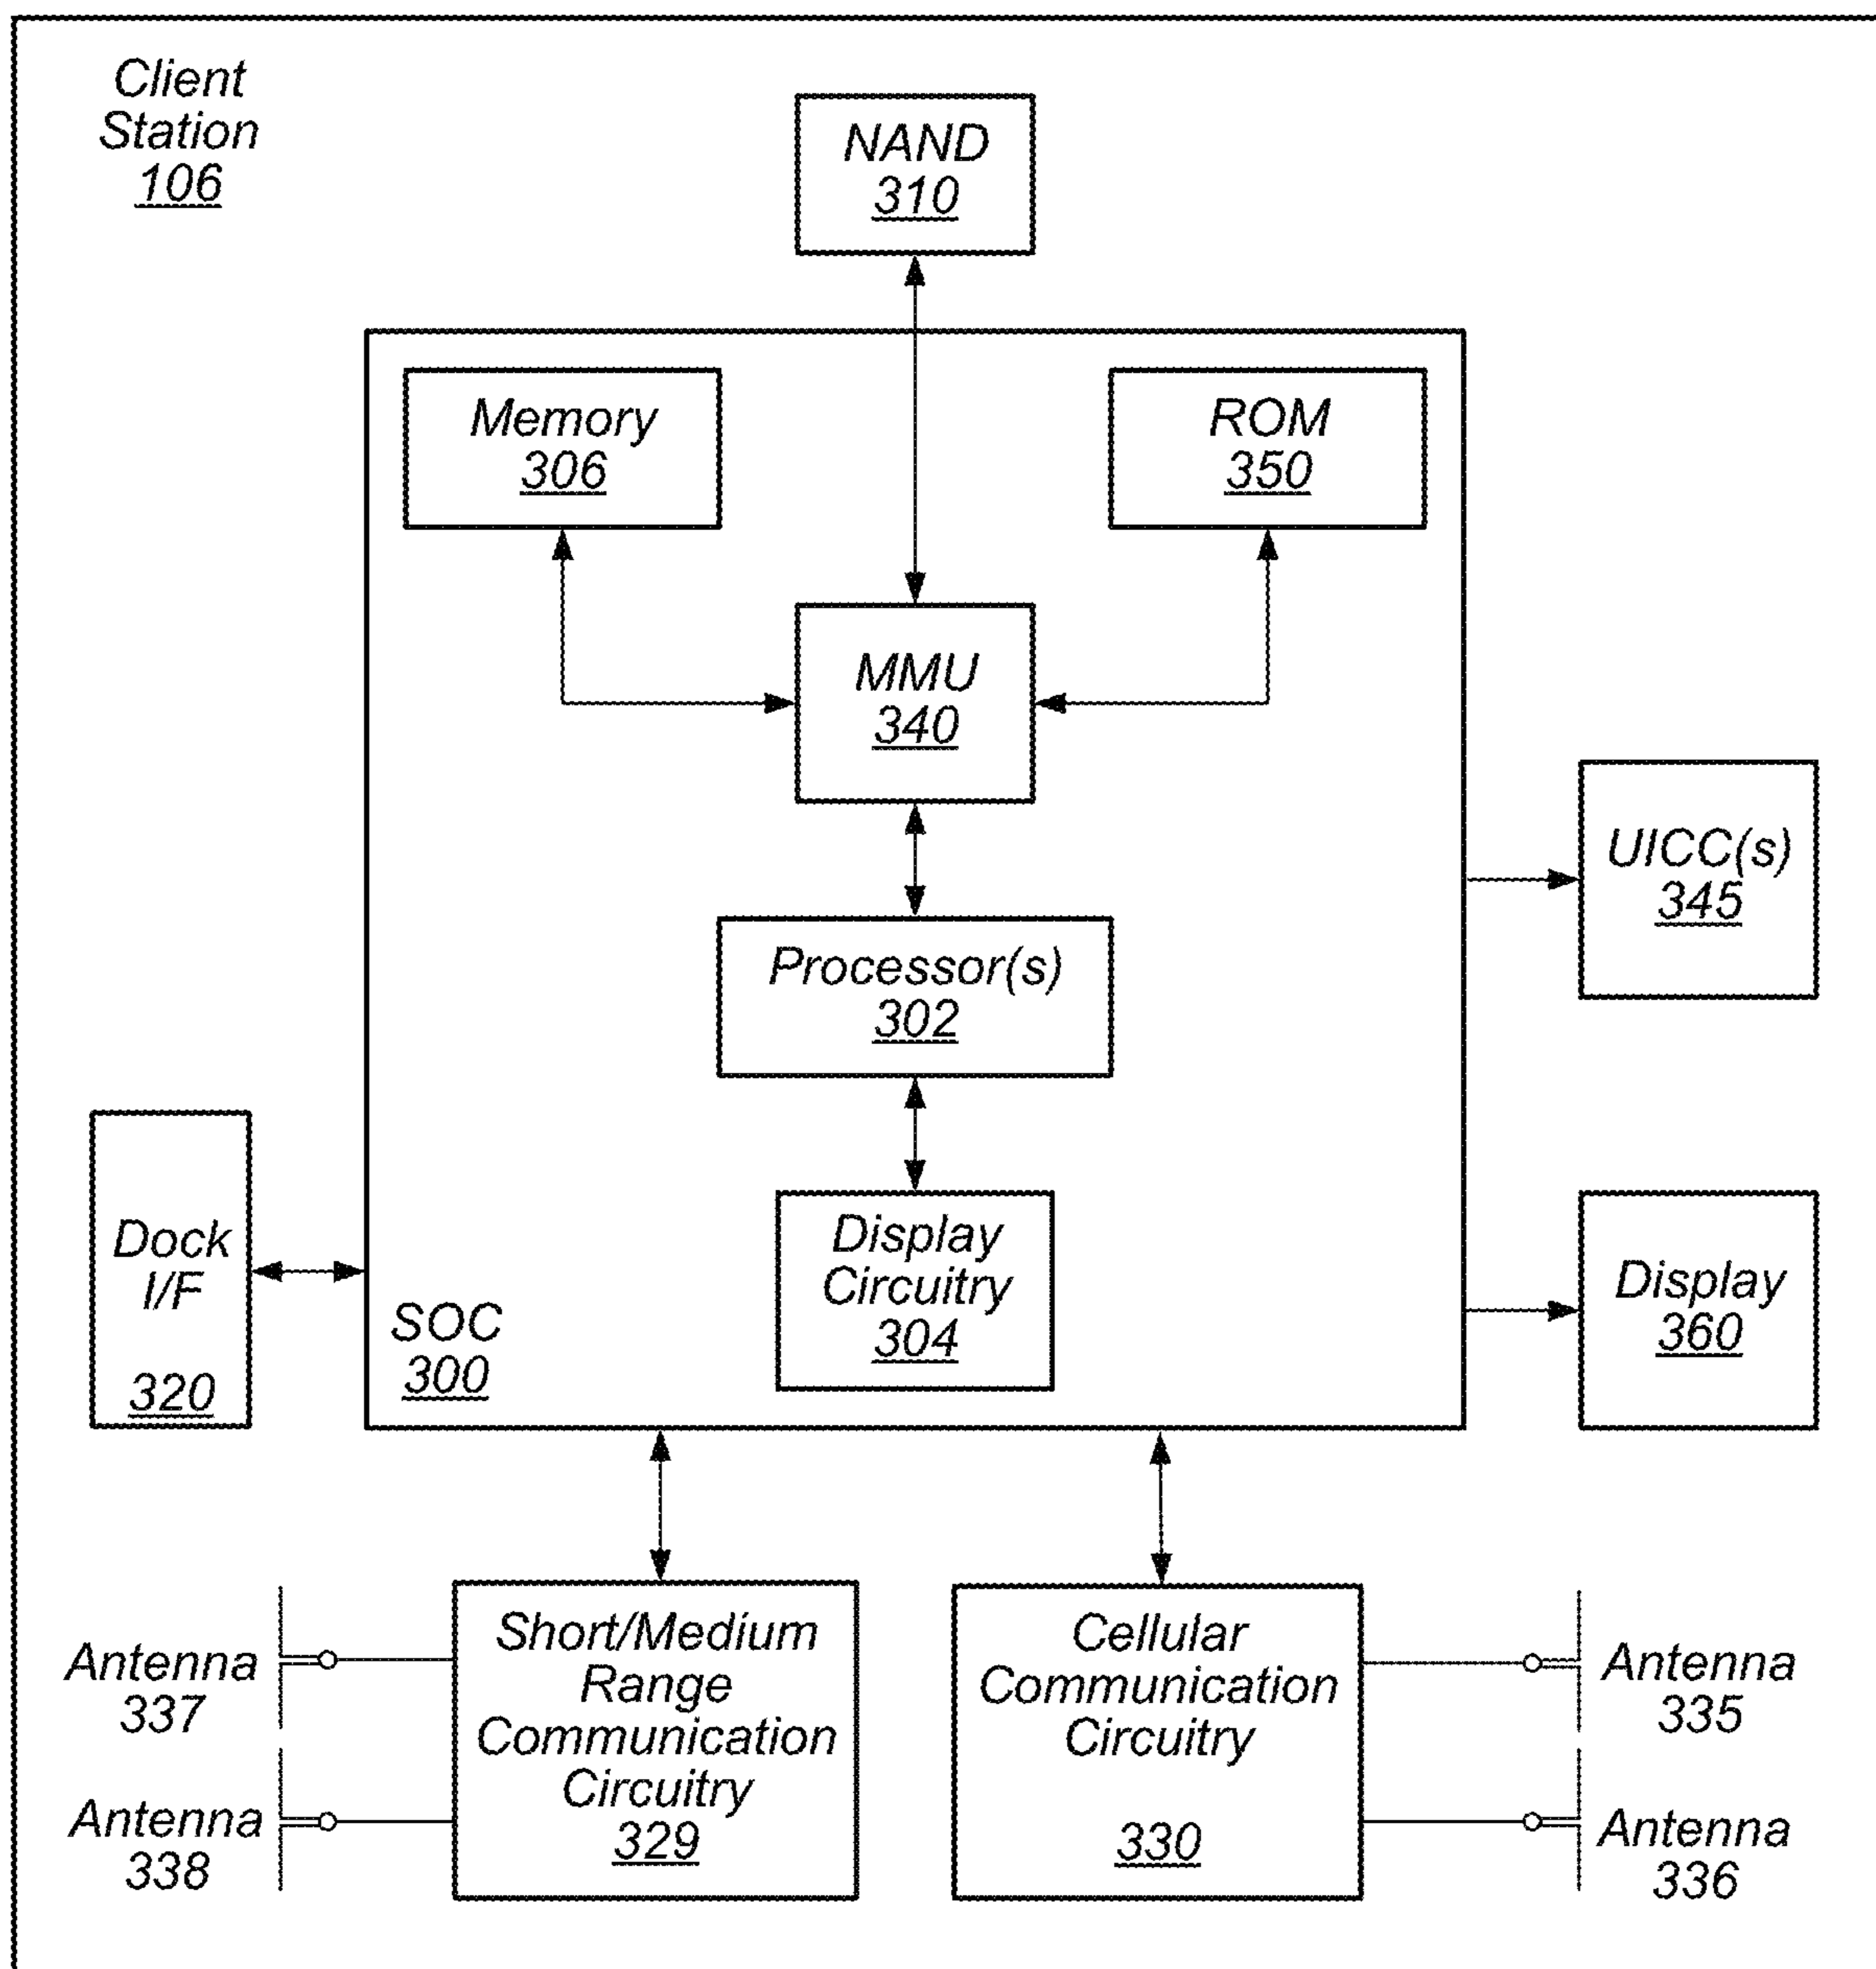 Client
Station
106
NAND
310
Memory
306
ROM
350
MMU
340
UICC(s)
345
Processor(s)
302
Dock
I/F
320
Display
Circuitry
304
SOC
300
Display
360
Antenna
337
Antenna
338
Short/Medium
Range
Communication
Circuitry
329
Cellular
Communication
Circuitry
330
Antenna
335
Antenna
336